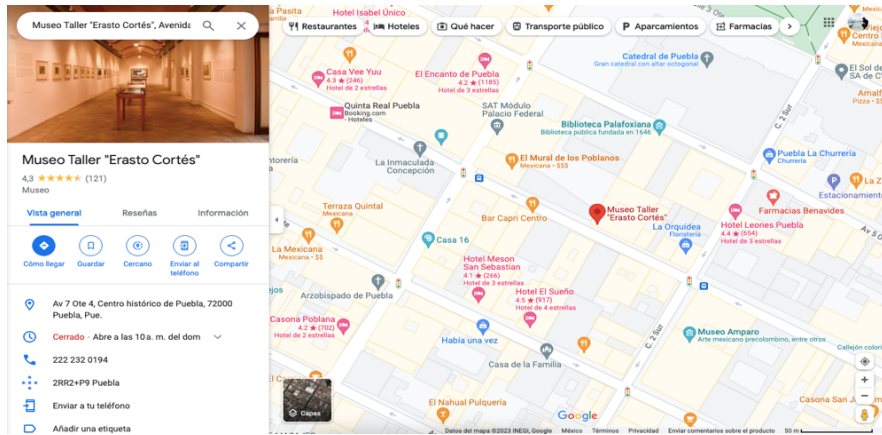 Museo Taller "Erasto Cortés", Avenida
Museo Taller "Erasto Cortés"
4,3 (121)
Museo
Vista general
Reseñas
Información
Cómo llegar
Guardar
Cercano
Enviar al
teléfono
Compartir
Av 7 Ote 4, Centro histórico de Puebla, 72000
Puebla, Pue.
Cerrado · Abre a las 10 a. m. del dom
222 232 0194
2RR2+P9 Puebla
Enviar a tu teléfono
Añadir una etiqueta
a Pasita
Hotel Isabel Único
Restaurantes
Hoteles
Qué hacer
Transporte público
Aparcamientos
Farmacias
Casa Vee Yuu
4.3 ★ (246)
Hotel de 2 estrellas
El Encanto de Puebla
4.2 ★ (1185)
Hotel de 3 estrellas
Catedral de Puebla
Gran catedral con altar octogonal
Centro
El Sol de
SA de C
Pizza • $$
Quinta Real Puebla
Booking.com
Hoteles
SAT Módulo
Palacio Federal
Biblioteca Palafoxiana
Biblioteca pública fundada en 1646
C. 2 Sur
Puebla La Churrería
Churrería
La Inmaculada
Concepción
El Mural de los Poblanos
Mexicana • $$$
La Z
Estacionamiento
Terraza Quintal
Mexicana
Bar Capri Centro
Museo Taller
"Erasto Cortés"
Farmacias Benavides
La Orquídea
Floristería
Hotel Leones Puebla
4.4 ★ (654)
Hotel de 3 estrellas
Av 5 O
Casa 16
La Mexicana
Mexicana • $$
Hotel Meson
San Sebastian
4.1 ★ (266)
Hotel de 3 estrellas
Arzobispado de Puebla
Hotel El Sueño
4.5 ★ (917)
Hotel de 4 estrellas
Casona Poblana
4.2 ★ (702)
Hotel de 2 estrellas
Había una vez
C. 2 Sur
Museo Amparo
Arte mexicano precolombino, entre otros
Casa de la Familia
Capas
El Nahual Pulquería
Google
Datos del mapa ©2023 INEGI, Google
México
Términos
Privacidad
Enviar comentarios sobre el producto
50 m